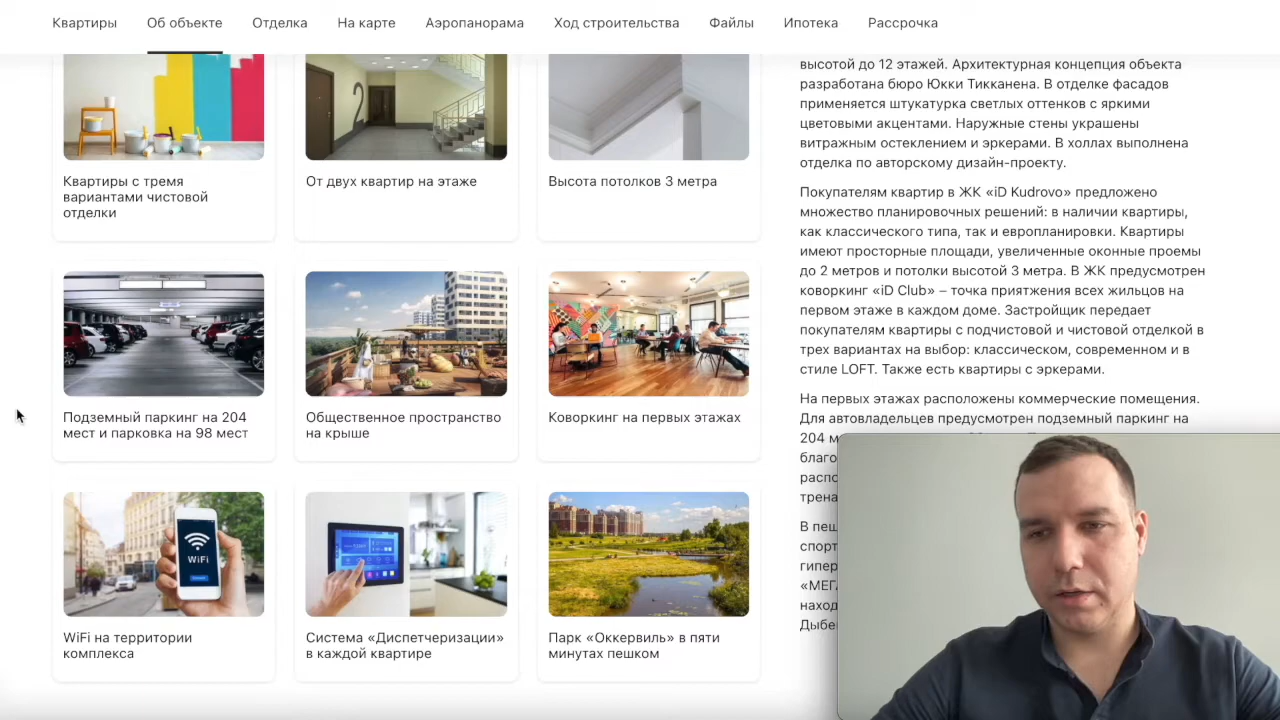 Квартиры
Об объекте
Отделка
На карте
Аэропанорама
Ход строительства
Файлы
Ипотека
Рассрочка
Квартиры с тремя
вариантами чистовой
отделки
2
От двух квартир на этаже
Высота потолков 3 метра
Подземный паркинг на 204
мест и парковка на 98 мест
Общественное пространство
на крыше
Коворкинг на первых этажах
WiFi
WiFi на территории
комплекса
Система «Диспетчеризации»
в каждой квартире
Парк «Оккервиль» в пяти
минутах пешком
высотой до 12 этажей. Архитектурная концепция объекта
разработана бюро Юкки Тикканена. В отделке фасадов
применяется штукатурка светлых оттенков с яркими
цветовыми акцентами. Наружные стены украшены
витражным остеклением и эркерами. В холлах выполнена
отделка по авторскому дизайн-проекту.
Покупателям квартир в ЖК «iD Kudrovo» предложено
множество планировочных решений: в наличии квартиры,
как классического типа, так и европланировки. Квартиры
имеют просторные площади, увеличенные оконные проемы
до 2 метров и потолки высотой 3 метра. В ЖК предусмотрен
коворкинг «iD Club» – точка приятжения всех жильцов на
первом этаже в каждом доме. Застройщик передает
покупателям квартиры с подчистовой и чистовой отделкой в
трех вариантах на выбор: классическом, современном и в
стиле LOFT. Также есть квартиры с эркерами.
На первых этажах расположены коммерческие помещения.
Для автовладельцев предусмотрен подземный паркинг на
204 м
благо
распо
трена
В пеш
спорт
гипер
«МЕГА
наход
Дыбен